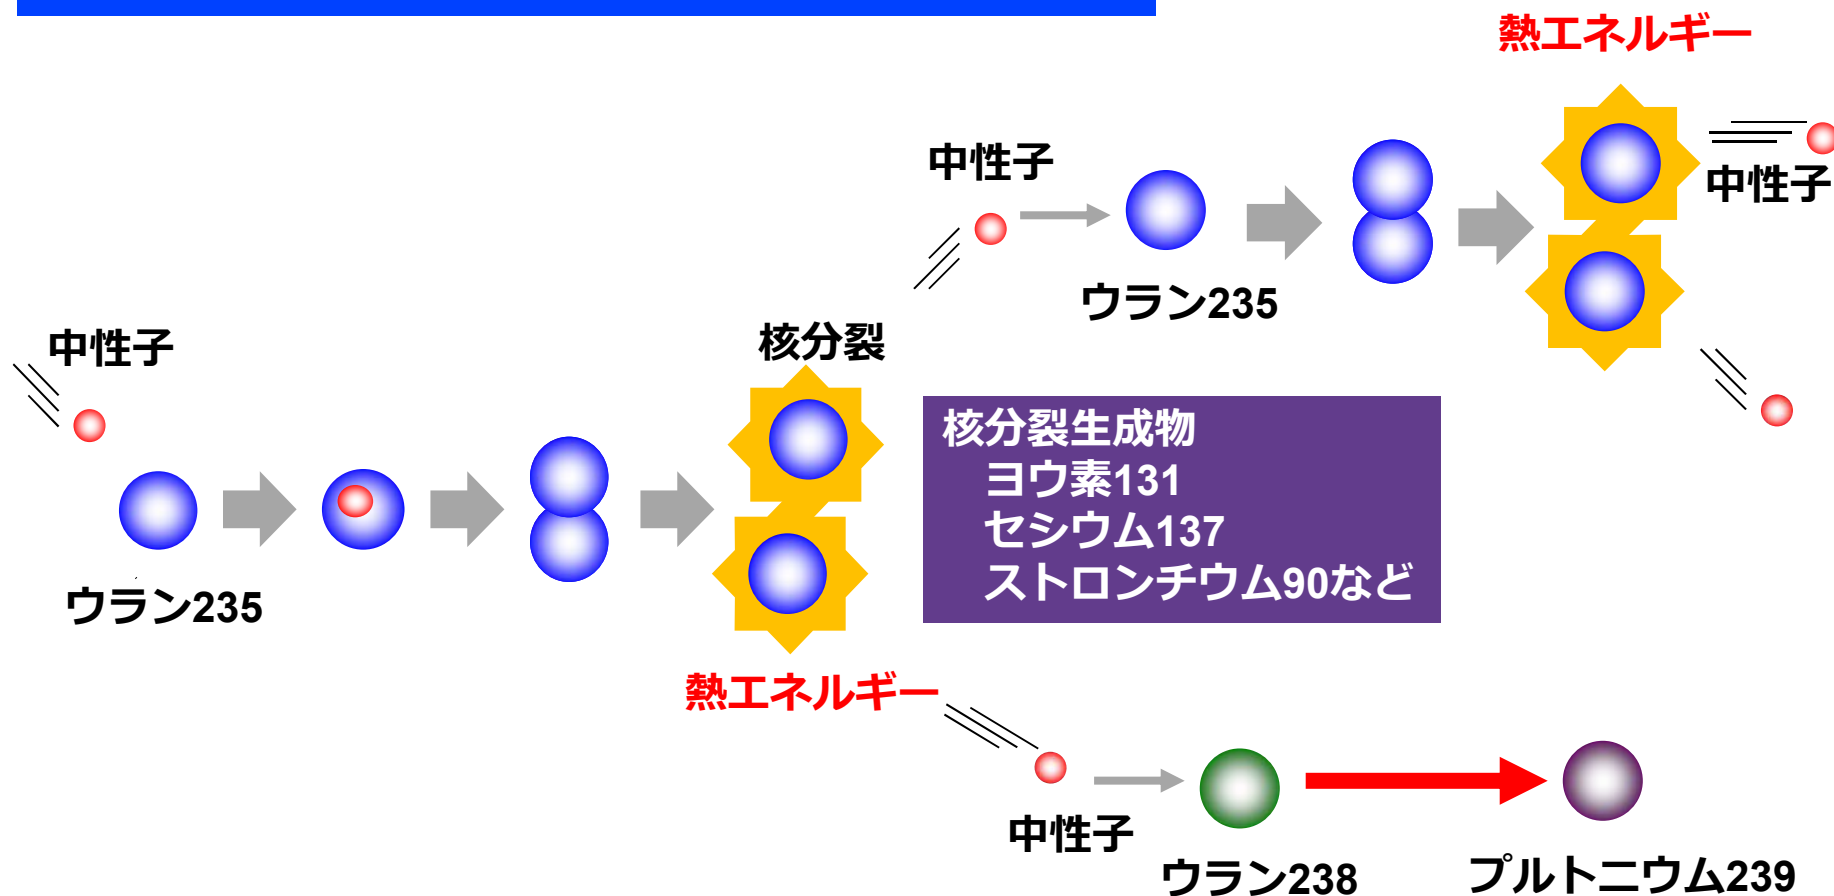 熱エネルギー
中性子
中性子
ウラン235
中性子
核分裂
核分裂生成物
ヨウ素131
セシウム137
ストロンチウム90など
ウラン235
熱エネルギー
中性子
ウラン238
プルトニウム239